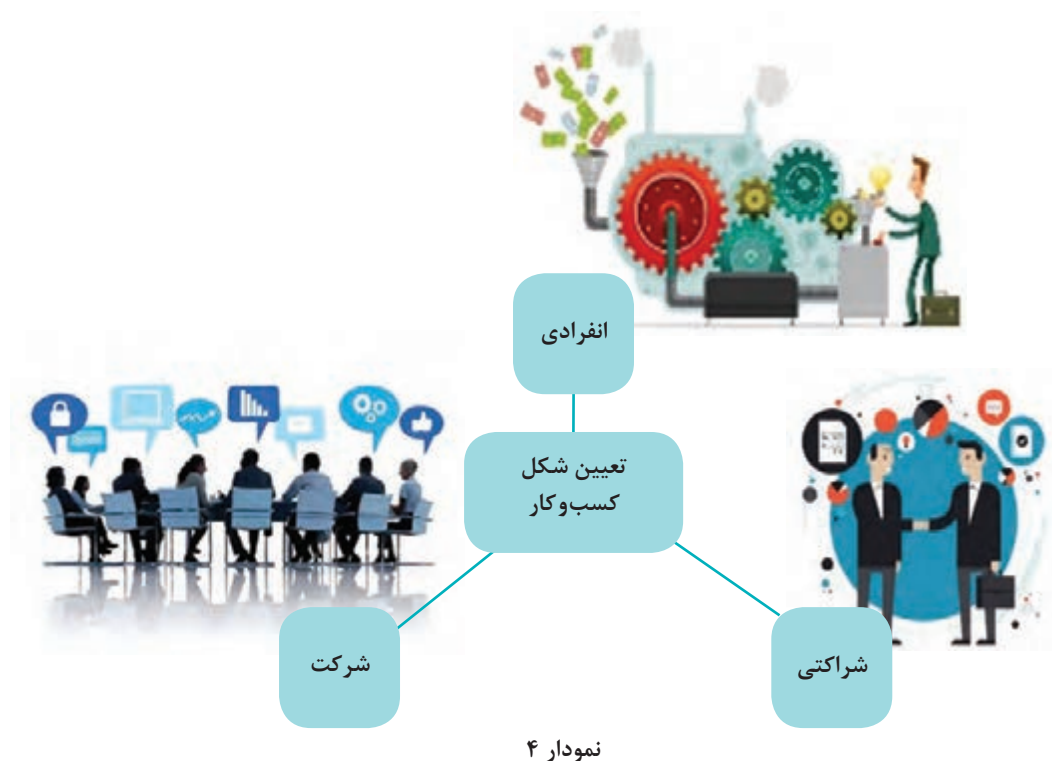 انفرادی
تعیین شکل
کسب‌وکار
شراکتی
شرکت
نمودار ۴